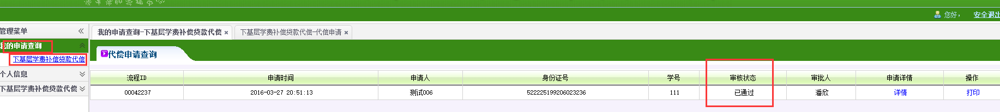 您好， 安全退出
管理菜单
我的申请查询-下基层学费补偿贷款代偿 下基层学费补偿贷款代偿-代偿申请
我的申请查询
下基层学费补偿贷款代偿
个人信息
下基层学费补偿贷款代偿
代偿申请查询
流程ID 申请时间 申请人 身份证号 学号 审核状态 审批人 申请详情 操作
00042237 2016-03-27 20:51:13 测试006 522225199206023236 111 已通过 潘欣 详情 打印